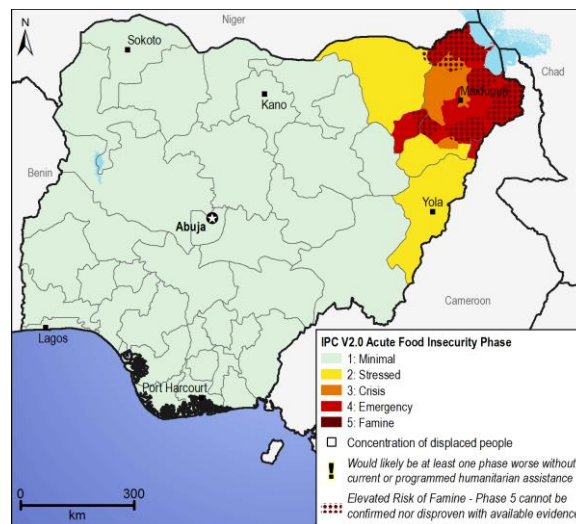 N
Niger
Sokoto
Chad
Kano
Maiduguri
Benin
Yola
Abuja
Cameroon
Lagos
Port Harcourt
0 300
km
IPC V2.0 Acute Food Insecurity Phase
1: Minimal
2: Stressed
3: Crisis
4: Emergency
5: Famine
Concentration of displaced people
! Would likely be at least one phase worse without
current or programmed humanitarian assistance
Elevated Risk of Famine - Phase 5 cannot be
confirmed nor disproven with available evidence